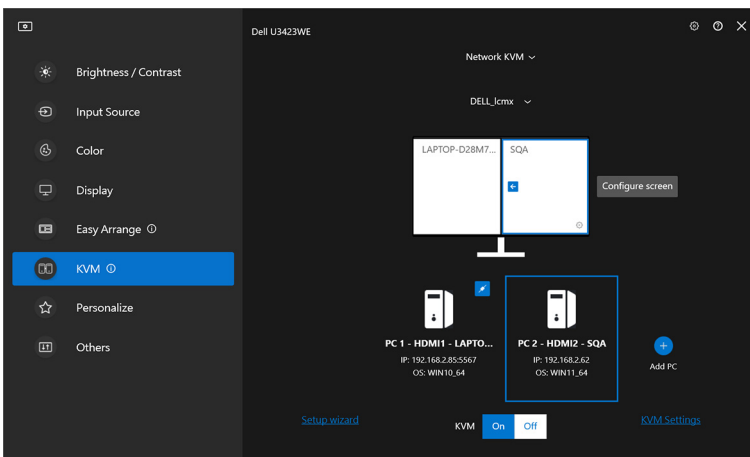 Dell U3423WE
Network KVM
DELL_lcmx
Brightness / Contrast
Input Source
Color
Display
Easy Arrange
KVM
Personalize
Others
LAPTOP-D28M7...
SQA
Configure screen
PC 1 - HDMI1 - LAPTO...
IP: 192.168.2.85:5567
OS: WIN10_64
PC 2 - HDMI2 - SQA
IP: 192.168.2.62
OS: WIN11_64
Add PC
Setup wizard
KVM On Off
KVM Settings